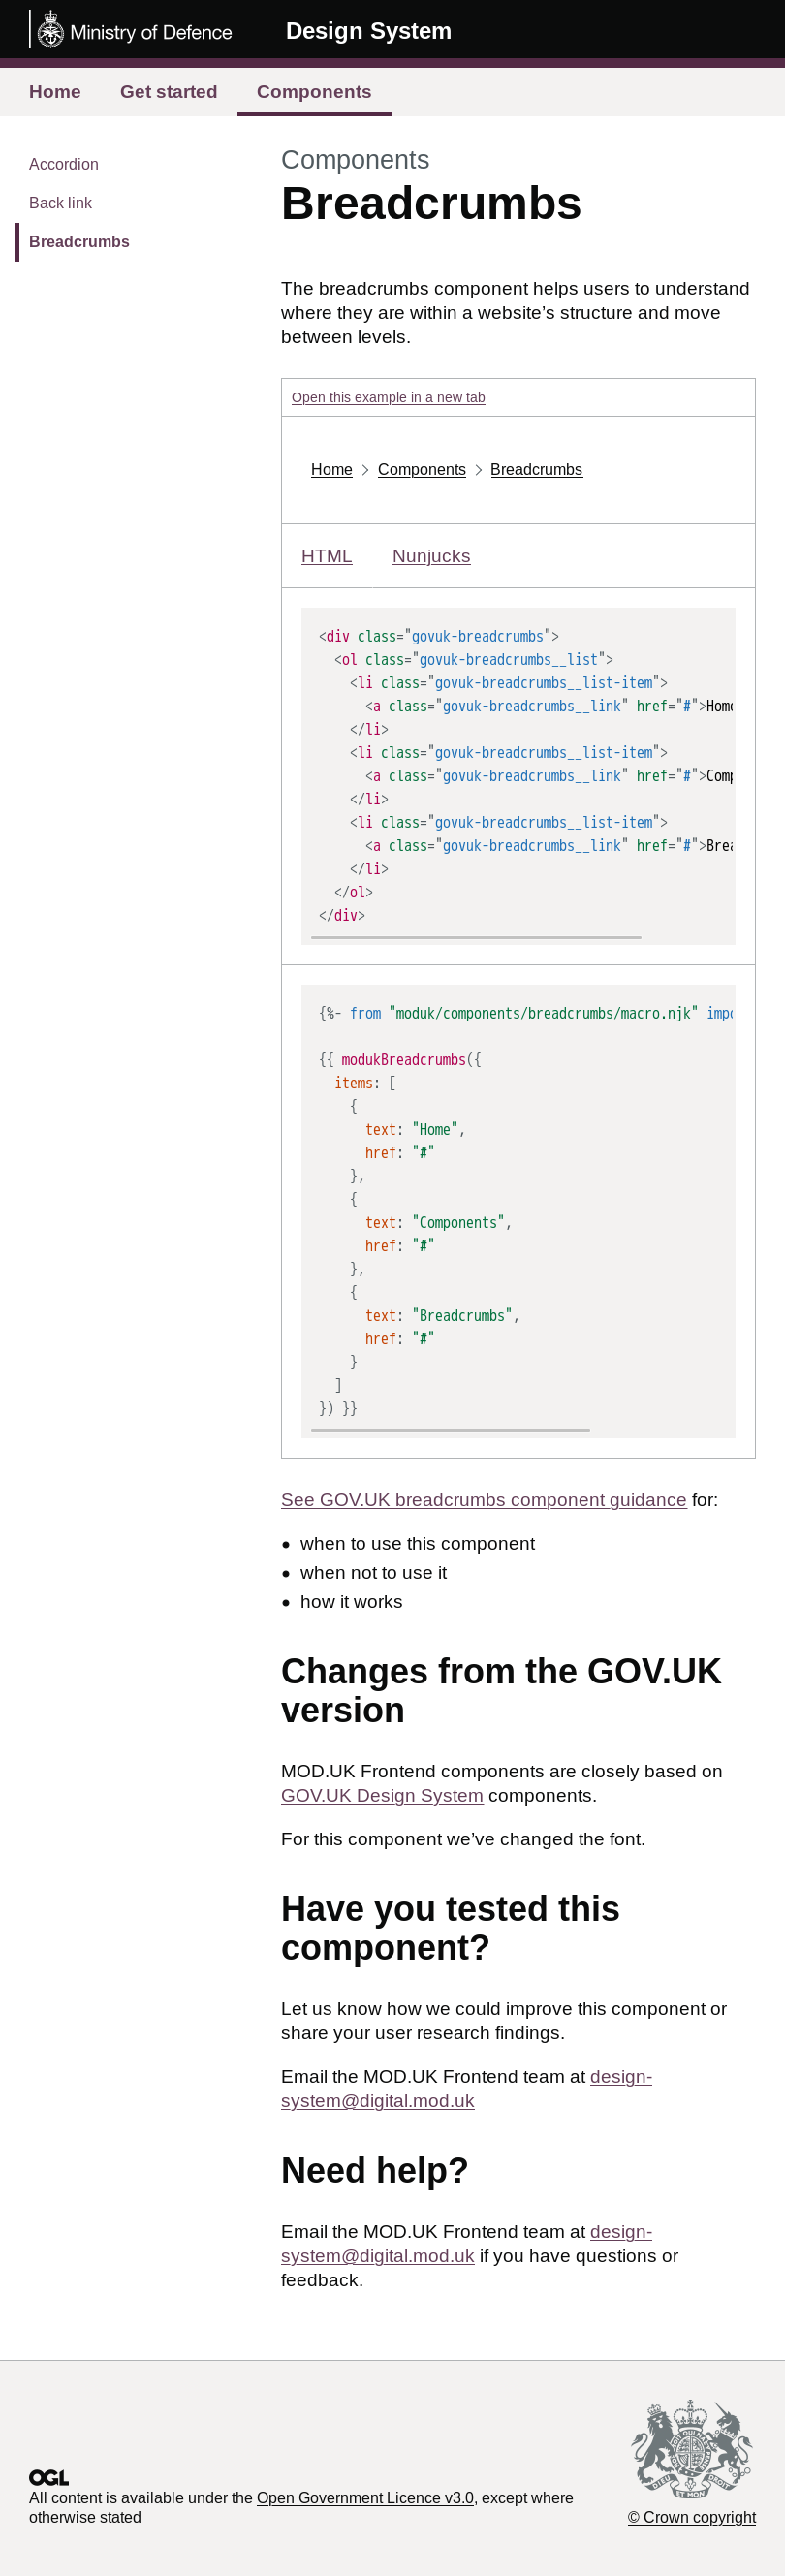 Ministry of Defence
Design System
Home
Get started
Components
Accordion
Back link
Breadcrumbs
Components
Breadcrumbs
The breadcrumbs component helps users to understand
where they are within a website’s structure and move
between levels.
Open this example in a new tab
Home
Components
Breadcrumbs
HTML
Nunjucks
<div class="govuk-breadcrumbs">
  <ol class="govuk-breadcrumbs__list">
    <li class="govuk-breadcrumbs__list-item">
      <a class="govuk-breadcrumbs__link" href="#">Home
    </li>
    <li class="govuk-breadcrumbs__list-item">
      <a class="govuk-breadcrumbs__link" href="#">Comp
    </li>
    <li class="govuk-breadcrumbs__list-item">
      <a class="govuk-breadcrumbs__link" href="#">Brea
    </li>
  </ol>
</div>
{%- from "moduk/components/breadcrumbs/macro.njk" impo
{{ modukBreadcrumbs({
  items: [
    {
      text: "Home",
      href: "#"
    },
    {
      text: "Components",
      href: "#"
    },
    {
      text: "Breadcrumbs",
      href: "#"
    }
  ]
}) }}
See GOV.UK breadcrumbs component guidance for:
• when to use this component
• when not to use it
• how it works
Changes from the GOV.UK
version
MOD.UK Frontend components are closely based on
GOV.UK Design System components.
For this component we’ve changed the font.
Have you tested this
component?
Let us know how we could improve this component or
share your user research findings.
Email the MOD.UK Frontend team at design-
system@digital.mod.uk
Need help?
Email the MOD.UK Frontend team at design-
system@digital.mod.uk if you have questions or
feedback.
OGL
All content is available under the Open Government Licence v3.0, except where
otherwise stated
© Crown copyright